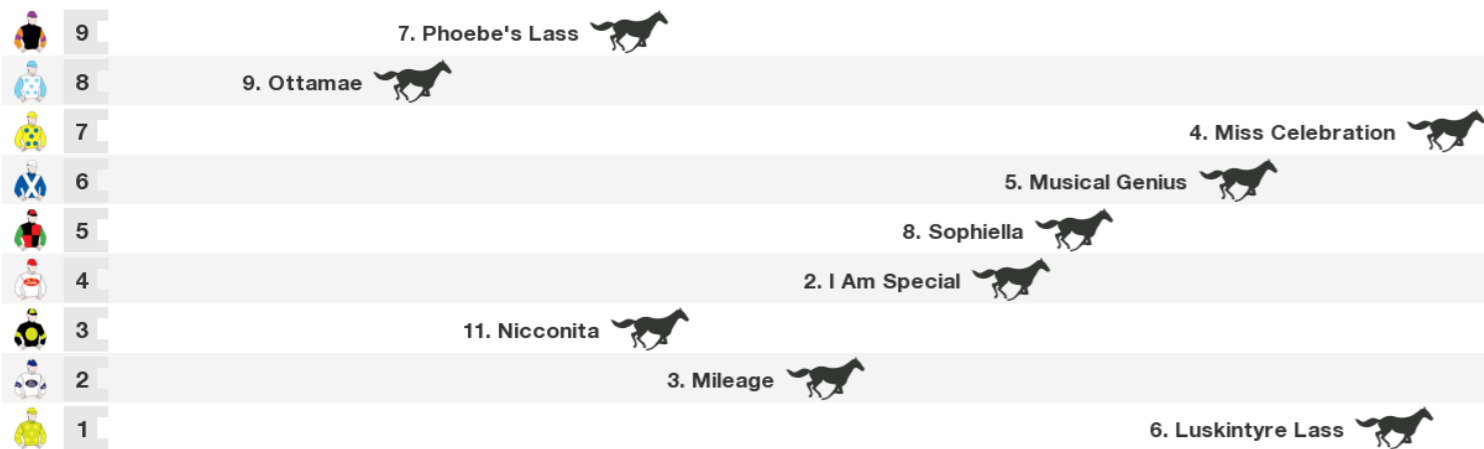 9 7. Phoebe's Lass
8 9. Ottamae
7 4. Miss Celebration
6 5. Musical Genius
5 8. Sophiella
4 2. I Am Special
3 11. Nicconita
2 3. Mileage
1 6. Luskintyre Lass